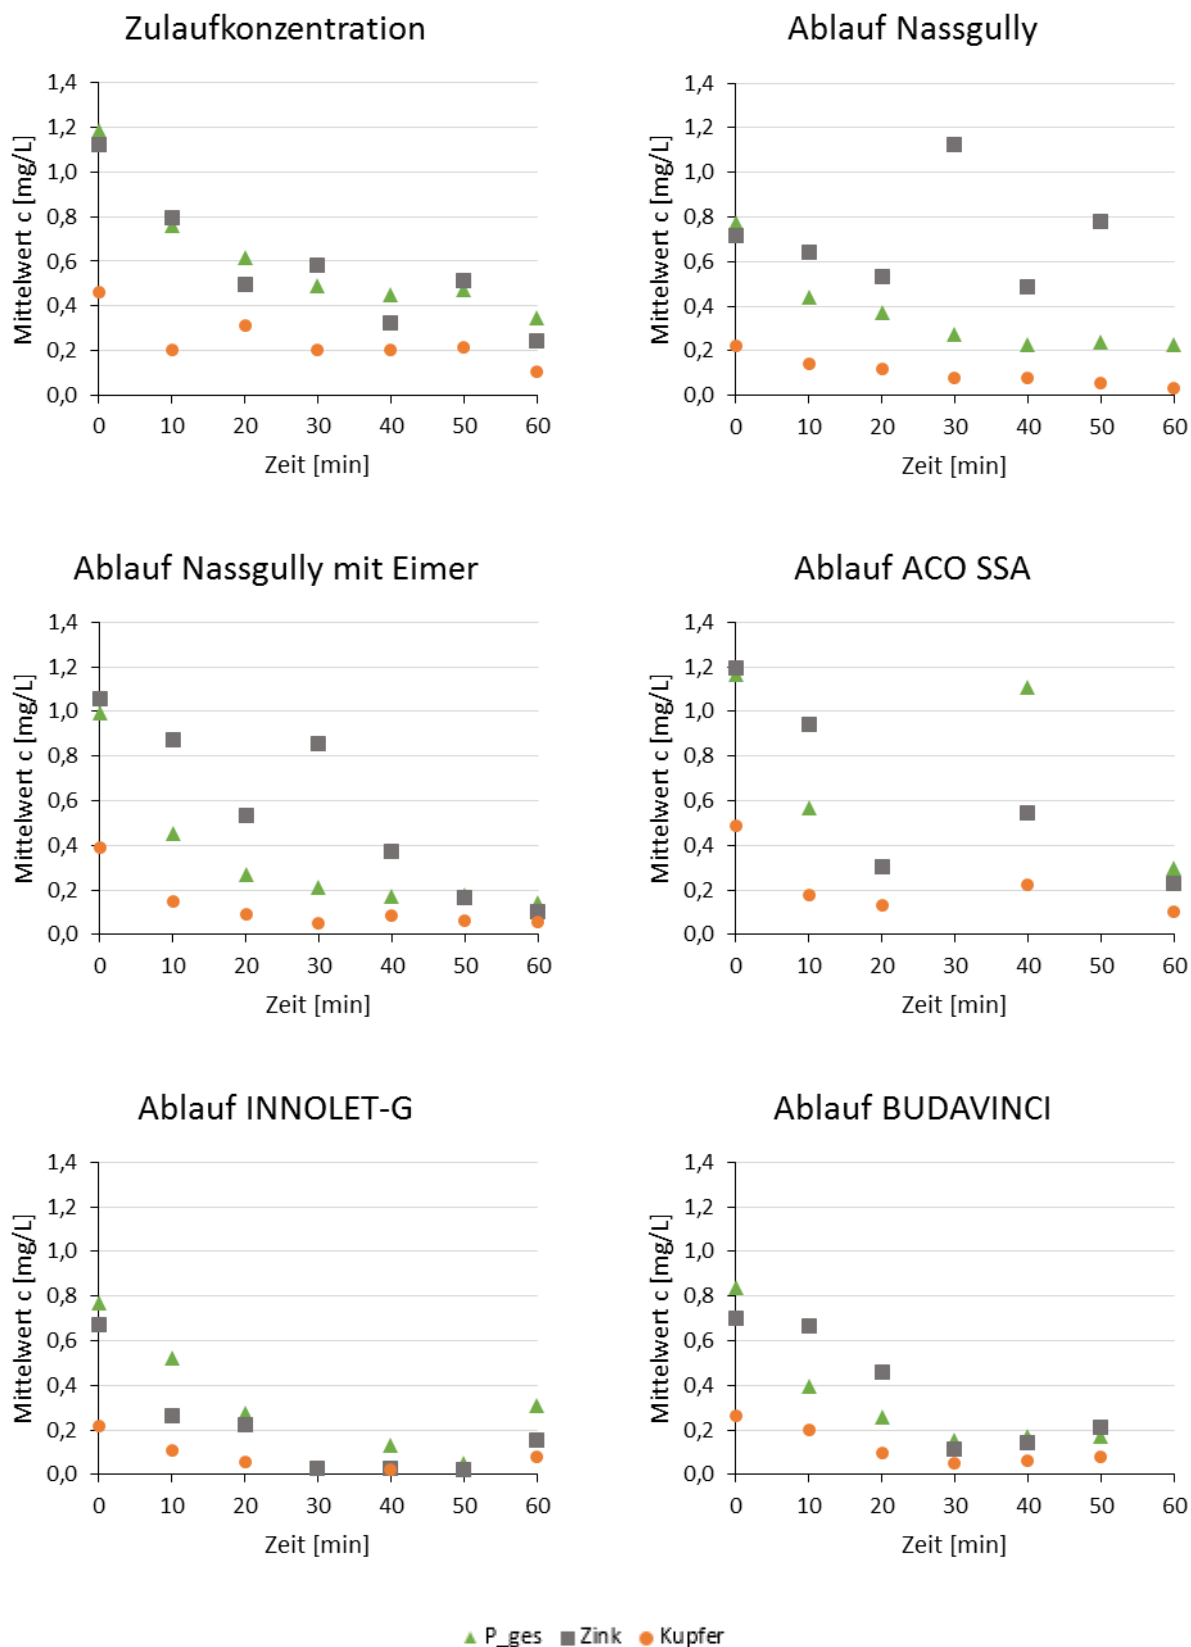 Zulaufkonzentration
Mittelwert c [mg/L]
1,4
1,2
1,0
0,8
0,6
0,4
0,2
0,0
0 10 20 30 40 50 60
Zeit [min]
Ablauf Nassgully
Mittelwert c [mg/L]
1,4
1,2
1,0
0,8
0,6
0,4
0,2
0,0
0 10 20 30 40 50 60
Zeit [min]
Ablauf Nassgully mit Eimer
Mittelwert c [mg/L]
1,4
1,2
1,0
0,8
0,6
0,4
0,2
0,0
0 10 20 30 40 50 60
Zeit [min]
Ablauf ACO SSA
Mittelwert c [mg/L]
1,4
1,2
1,0
0,8
0,6
0,4
0,2
0,0
0 10 20 30 40 50 60
Zeit [min]
Ablauf INNOLET-G
Mittelwert c [mg/L]
1,4
1,2
1,0
0,8
0,6
0,4
0,2
0,0
0 10 20 30 40 50 60
Zeit [min]
Ablauf BUDAVINCI
Mittelwert c [mg/L]
1,4
1,2
1,0
0,8
0,6
0,4
0,2
0,0
0 10 20 30 40 50 60
Zeit [min]
P_ges Zink Kupfer